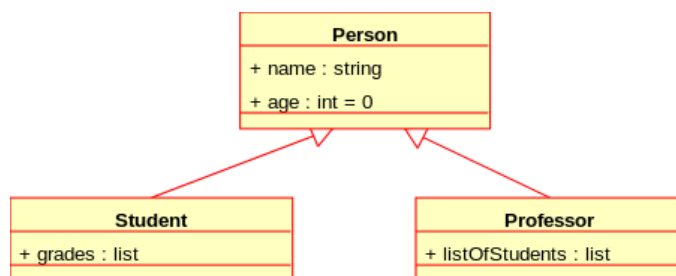 Person
+ name : string
+ age : int = 0
Student
+ grades : list
Professor
+ listOfStudents : list